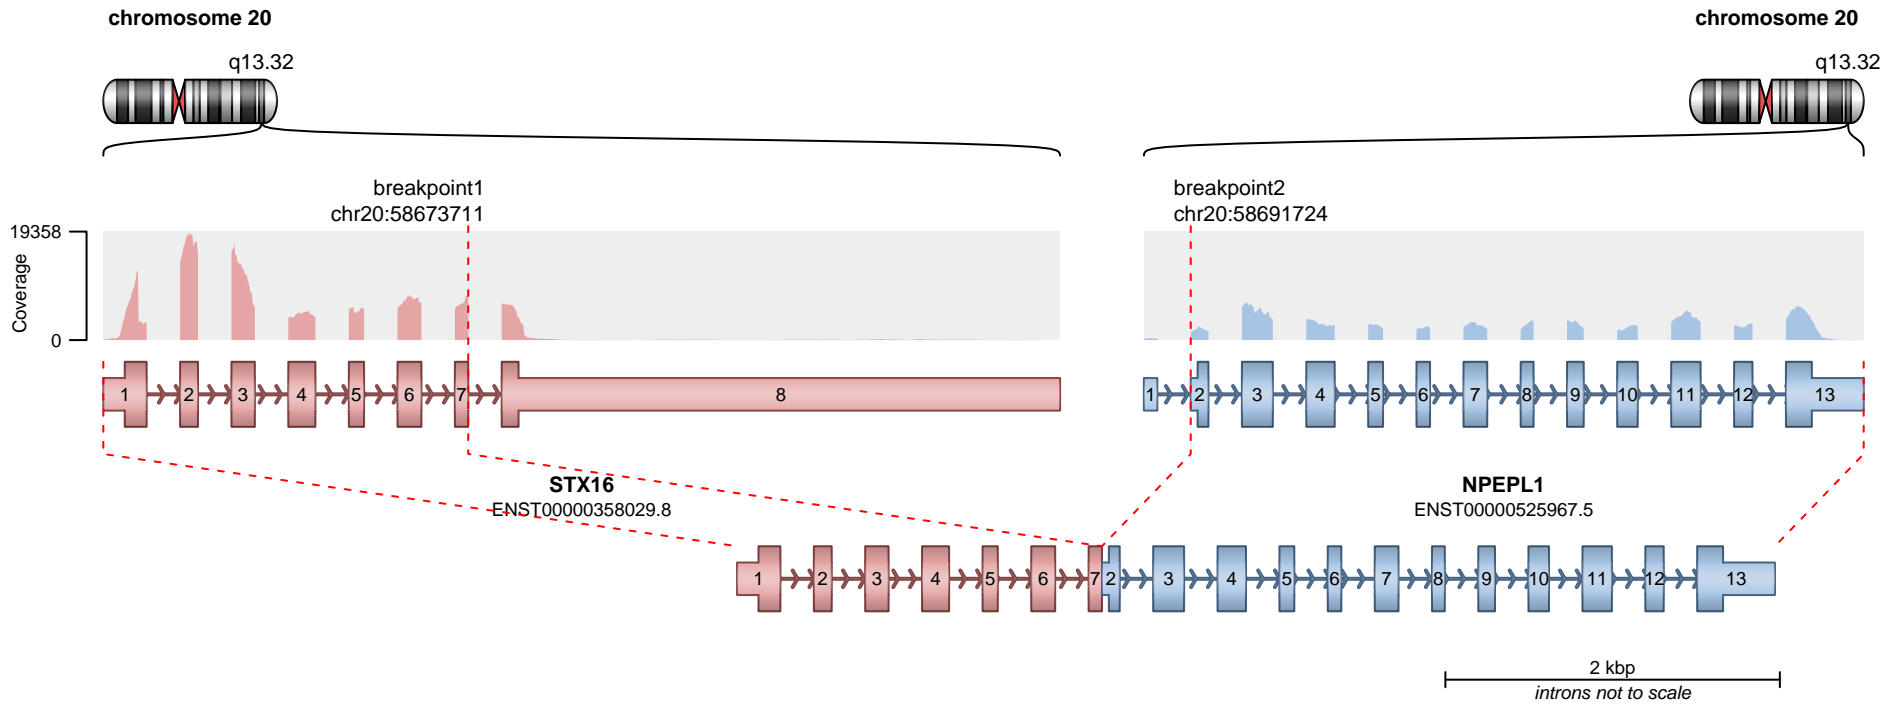 chromosome 20
chromosome 20
q13.32
q13.32
breakpoint1
chr20:58673711
breakpoint2
chr20:58691724
19358
Coverage
0
1 2 3 4 5 6 7 8
1 2 3 4 5 6 7 8 9 10 11 12 13
STX16
ENST00000358029.8
NPEPL1
ENST00000525967.5
1 2 3 4 5 6 7 2 3 4 5 6 7 8 9 10 11 12 13
2 kbp
introns not to scale